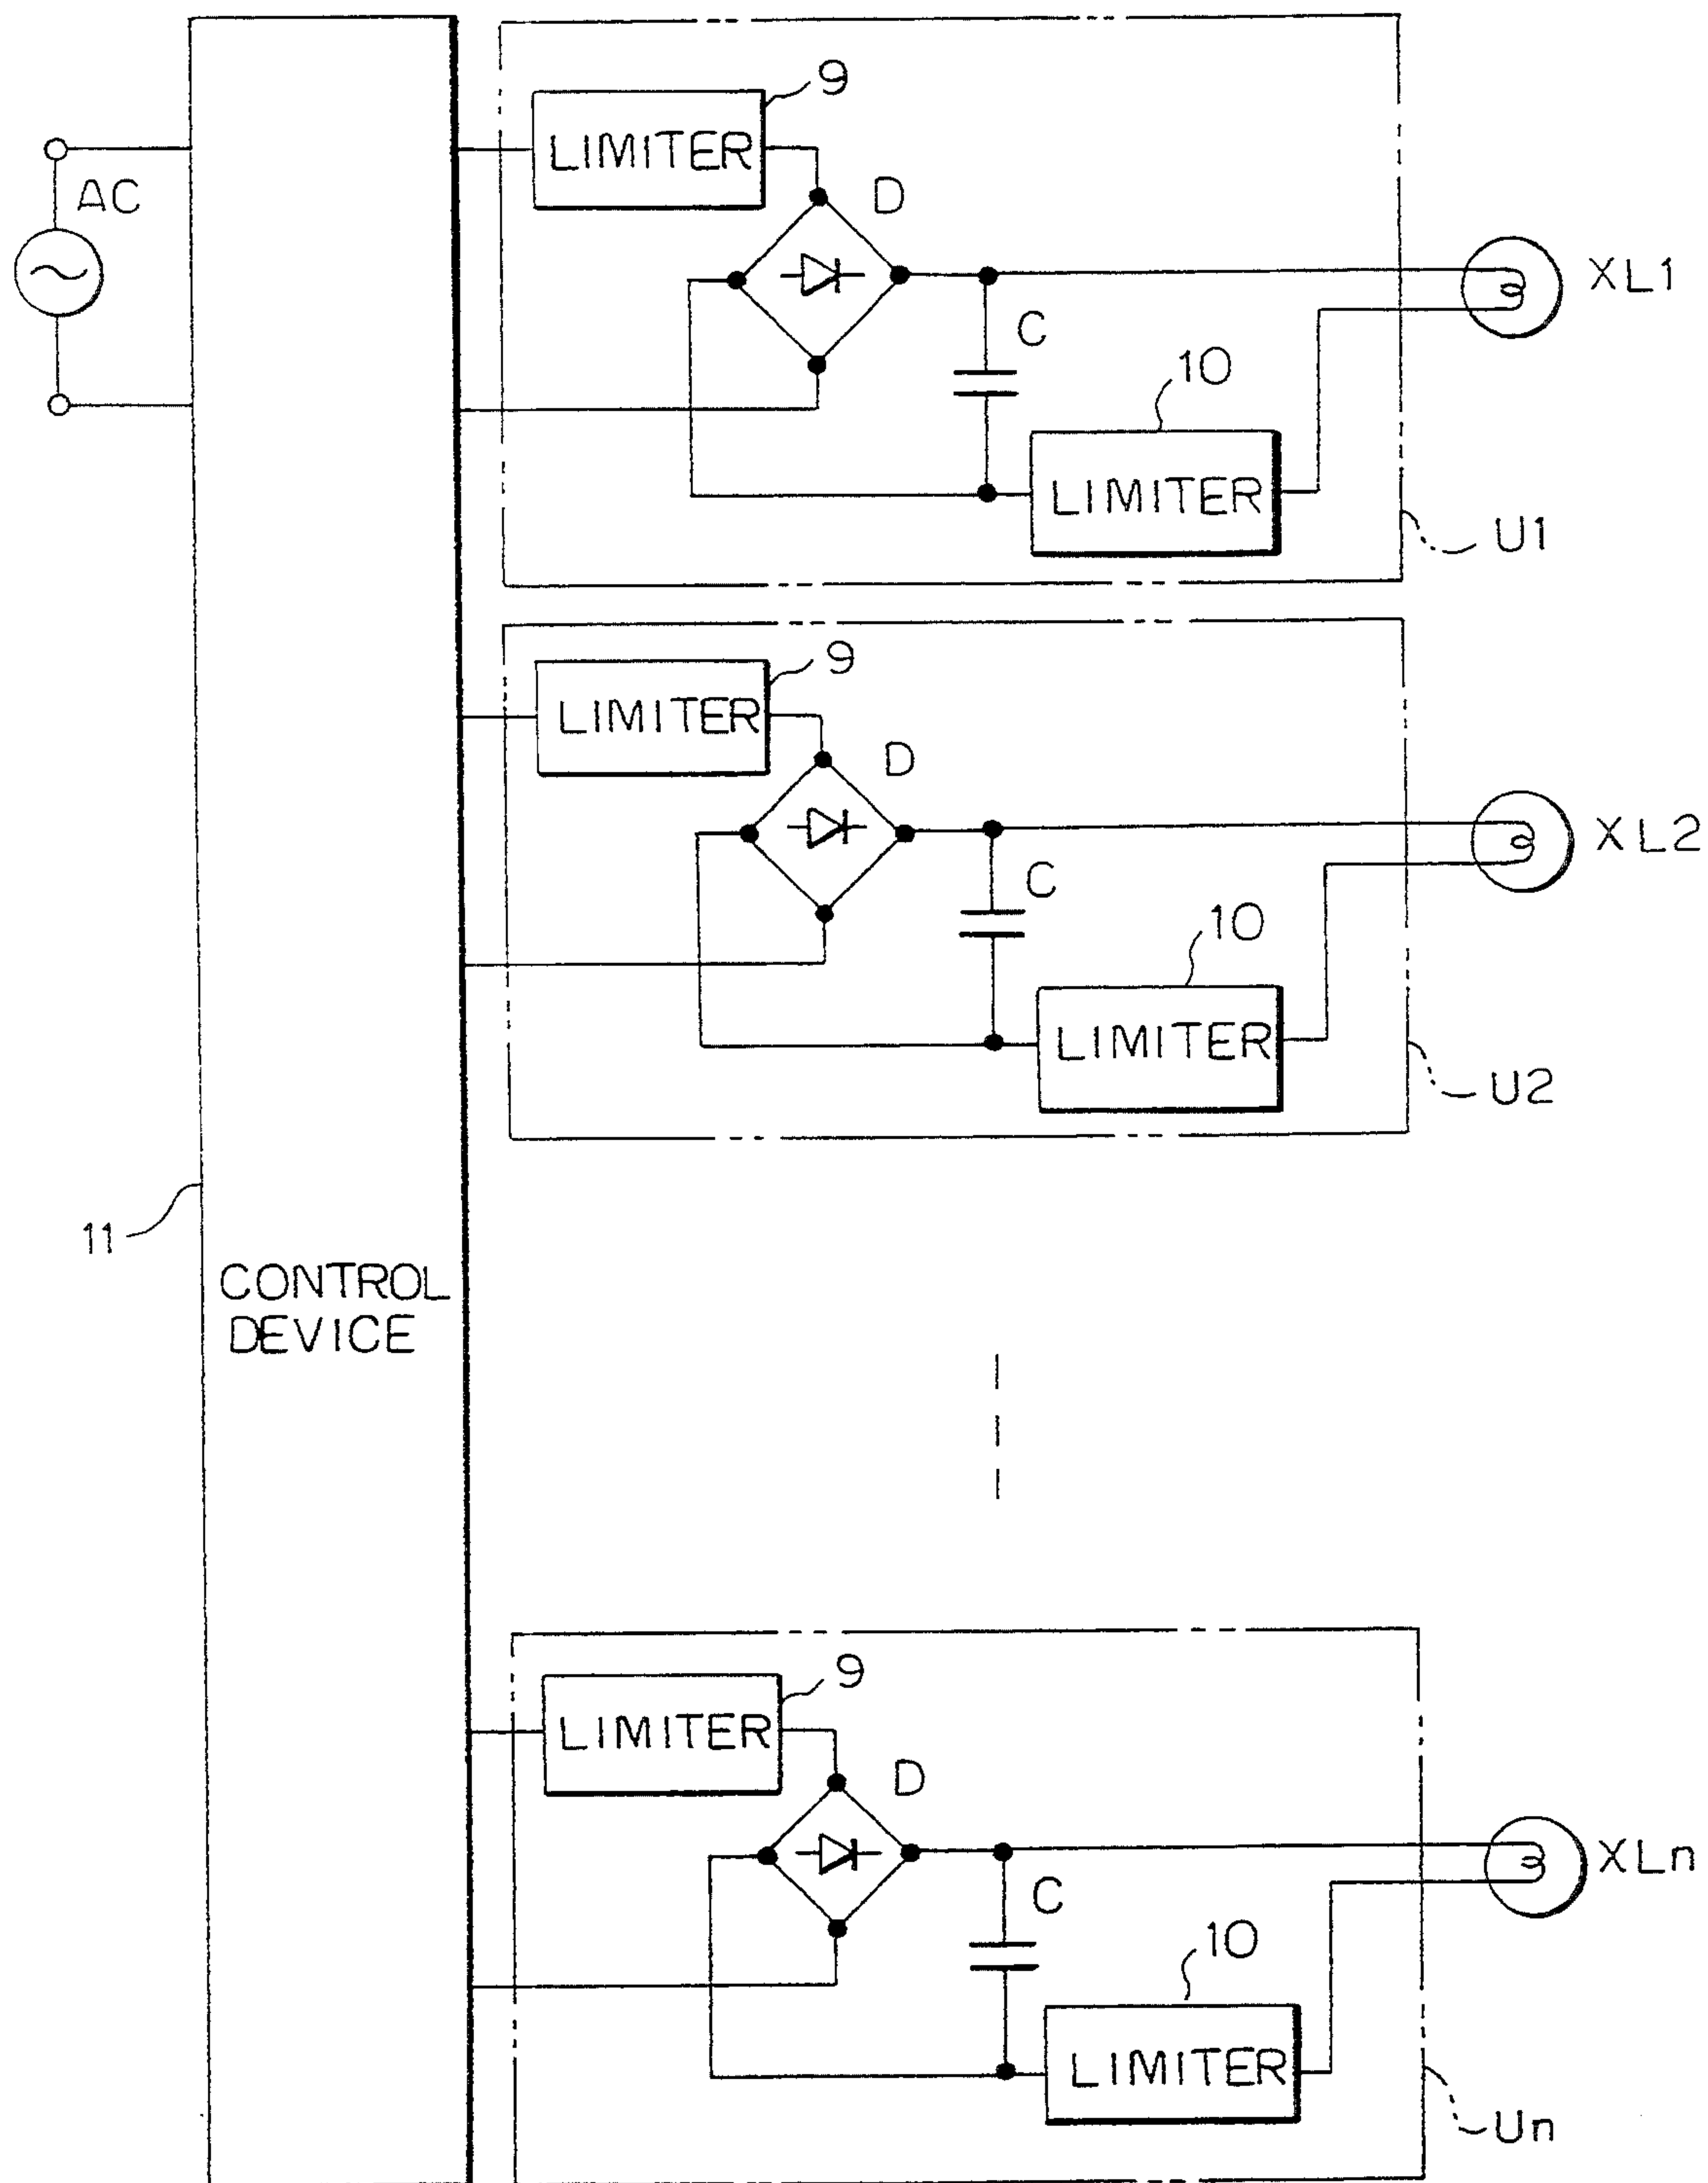 9
LIMITER
AC
D
XL1
C
10
LIMITER
U1
9
LIMITER
D
XL2
C
10
LIMITER
U2
11
CONTROL
DEVICE
9
LIMITER
D
XLn
C
10
LIMITER
Un